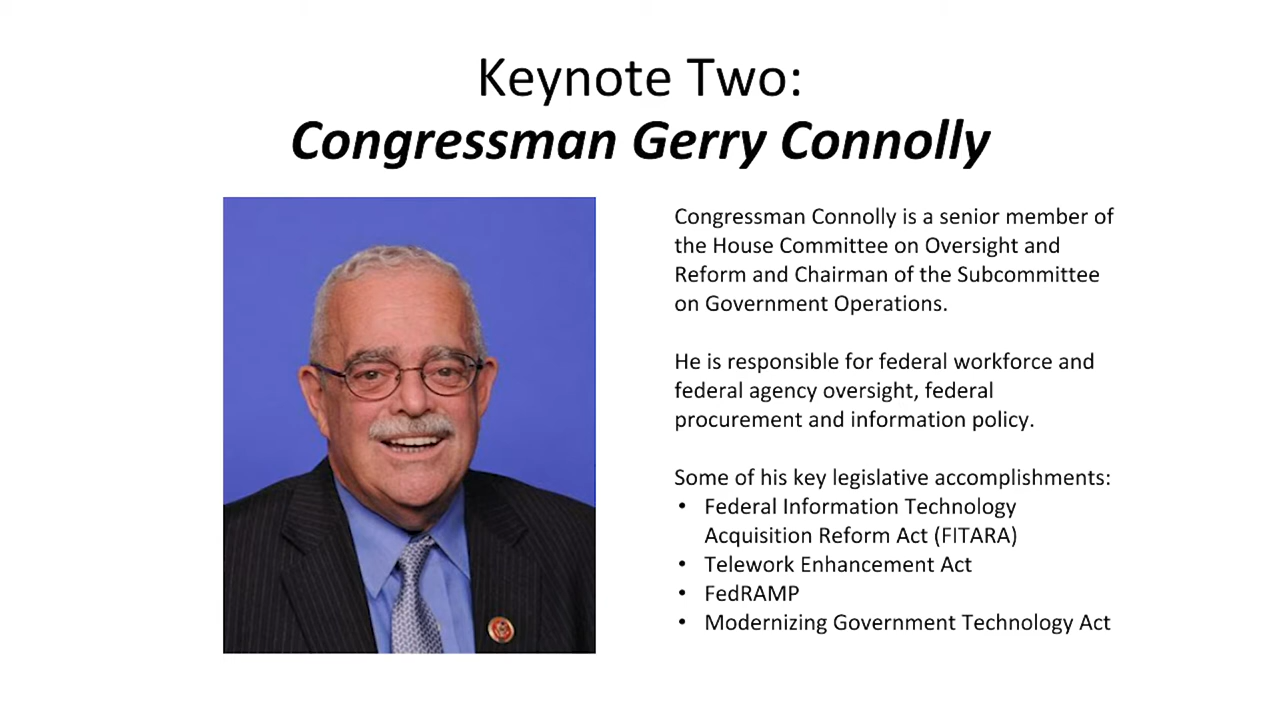 Keynote Two:
Congressman Gerry Connolly
Congressman Connolly is a senior member of
the House Committee on Oversight and
Reform and Chairman of the Subcommittee
on Government Operations.
He is responsible for federal workforce and
federal agency oversight, federal
procurement and information policy.
Some of his key legislative accomplishments:
• Federal Information Technology
Acquisition Reform Act (FITARA)
• Telework Enhancement Act
• FedRAMP
• Modernizing Government Technology Act